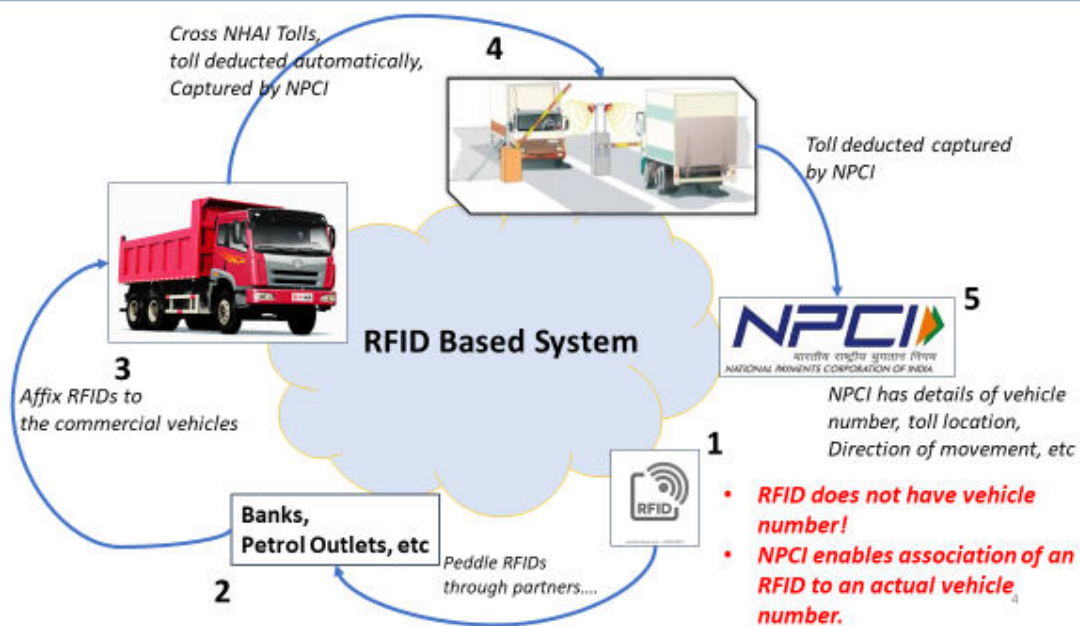 Cross NHAI Tolls,
toll deducted automatically,
Captured by NPCI
4
Toll deducted captured
by NPCI
5
NPCI
भारतीय राष्ट्रीय भुगतान निगम
NATIONAL PAYMENTS CORPORATION OF INDIA
NPCI has details of vehicle
number, toll location,
Direction of movement, etc
RFID Based System
3
Affix RFIDs to
the commercial vehicles
1
RFID
• RFID does not have vehicle
number!
• NPCI enables association of an
RFID to an actual vehicle
number.
Banks,
Petrol Outlets, etc
2
Peddle RFIDs
through partners....
4